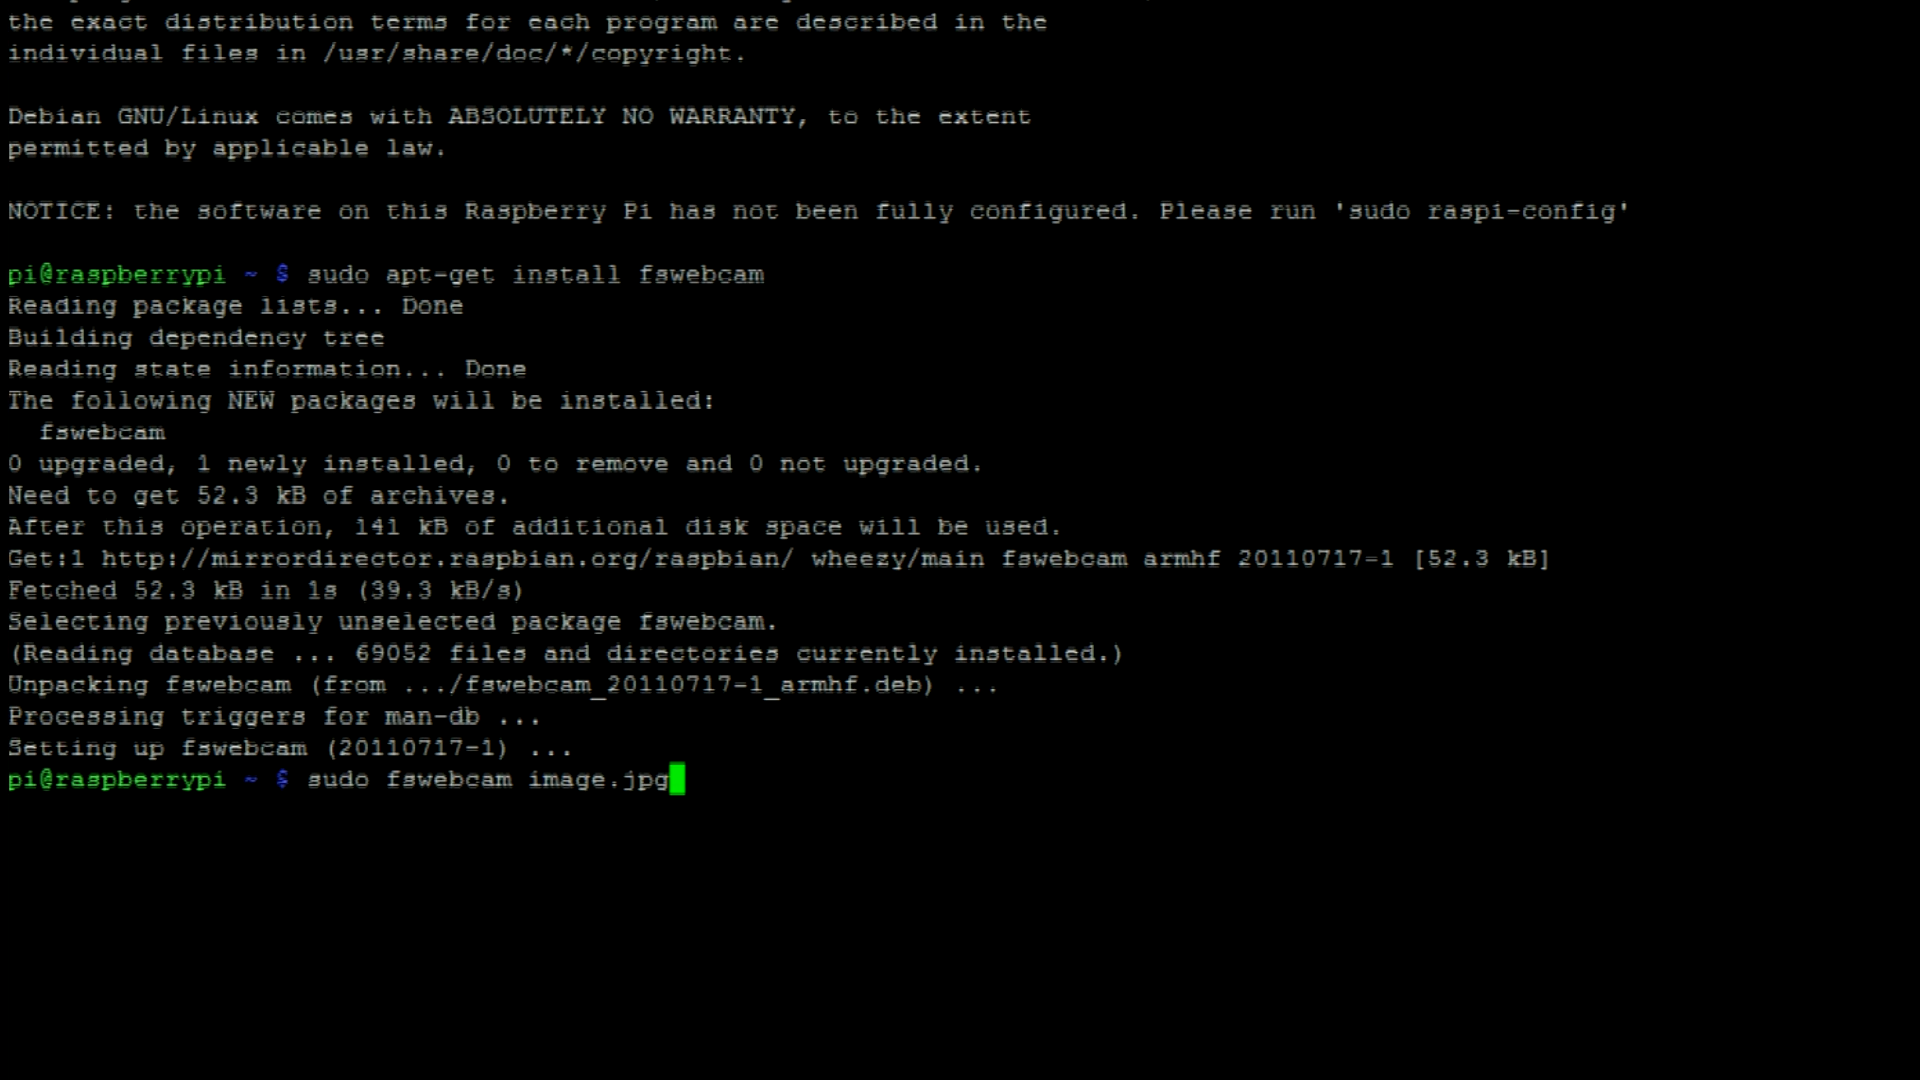 the exact distribution terms for each program are described in the
individual files in /usr/share/doc/*/copyright.
Debian GNU/Linux comes with ABSOLUTELY NO WARRANTY, to the extent
permitted by applicable law.
NOTICE: the software on this Raspberry Pi has not been fully configured. Please run 'sudo raspi-config'
pi@raspberrypi ~ $ sudo apt-get install fswebcam
Reading package lists... Done
Building dependency tree
Reading state information... Done
The following NEW packages will be installed:
  fswebcam
0 upgraded, 1 newly installed, 0 to remove and 0 not upgraded.
Need to get 52.3 kB of archives.
After this operation, 141 kB of additional disk space will be used.
Get:1 http://mirrordirector.raspbian.org/raspbian/ wheezy/main fswebcam armhf 20110717-1 [52.3 kB]
Fetched 52.3 kB in 1s (39.3 kB/s)
Selecting previously unselected package fswebcam.
(Reading database ... 69052 files and directories currently installed.)
Unpacking fswebcam (from .../fswebcam_20110717-1_armhf.deb) ...
Processing triggers for man-db ...
Setting up fswebcam (20110717-1) ...
pi@raspberrypi ~ $ sudo fswebcam image.jpg